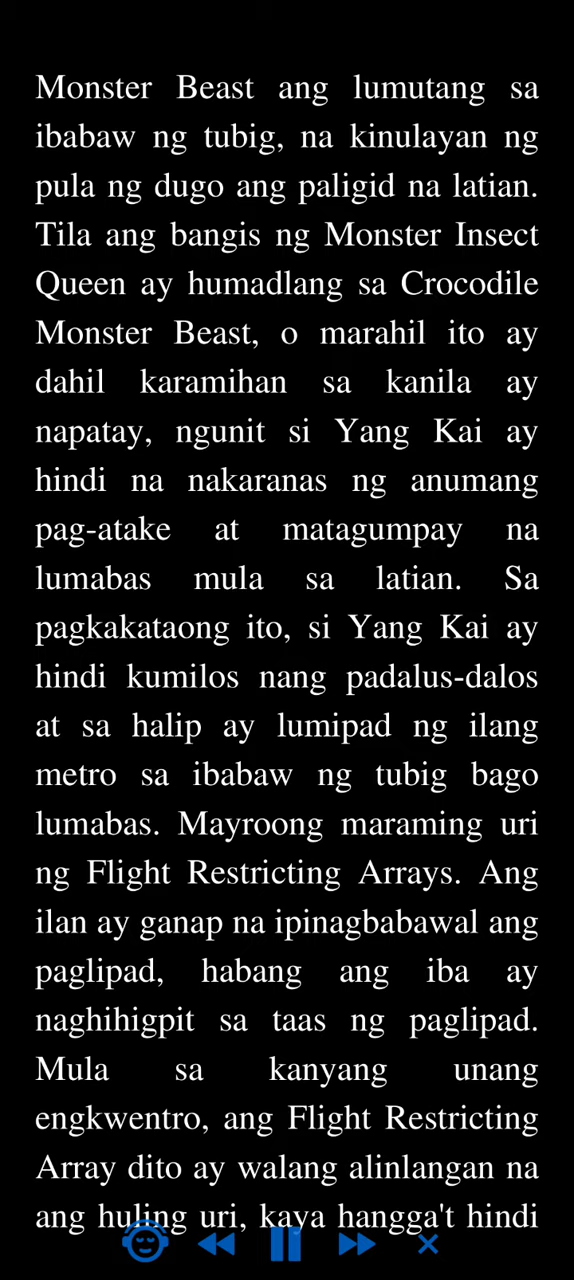 Monster Beast ang lumutang sa
ibabaw ng tubig, na kinulayan ng
pula ng dugo ang paligid na latian.
Tila ang bangis ng Monster Insect
Queen ay humadlang sa Crocodile
Monster Beast, o marahil ito ay
dahil karamihan sa kanila ay
napatay, ngunit si Yang Kai ay
hindi na nakaranas ng anumang
pag-atake at matagumpay na
lumabas mula sa latian. Sa
pagkakataong ito, si Yang Kai ay
hindi kumilos nang padalus-dalos
at sa halip ay lumipad ng ilang
metro sa ibabaw ng tubig bago
lumabas. Mayroong maraming uri
ng Flight Restricting Arrays. Ang
ilan ay ganap na ipinagbabawal ang
paglipad, habang ang iba ay
naghihigpit sa taas ng paglipad.
Mula sa kanyang unang
engkwentro, ang Flight Restricting
Array dito ay walang alinlangan na
ang huling uri, kaya hangga't hindi